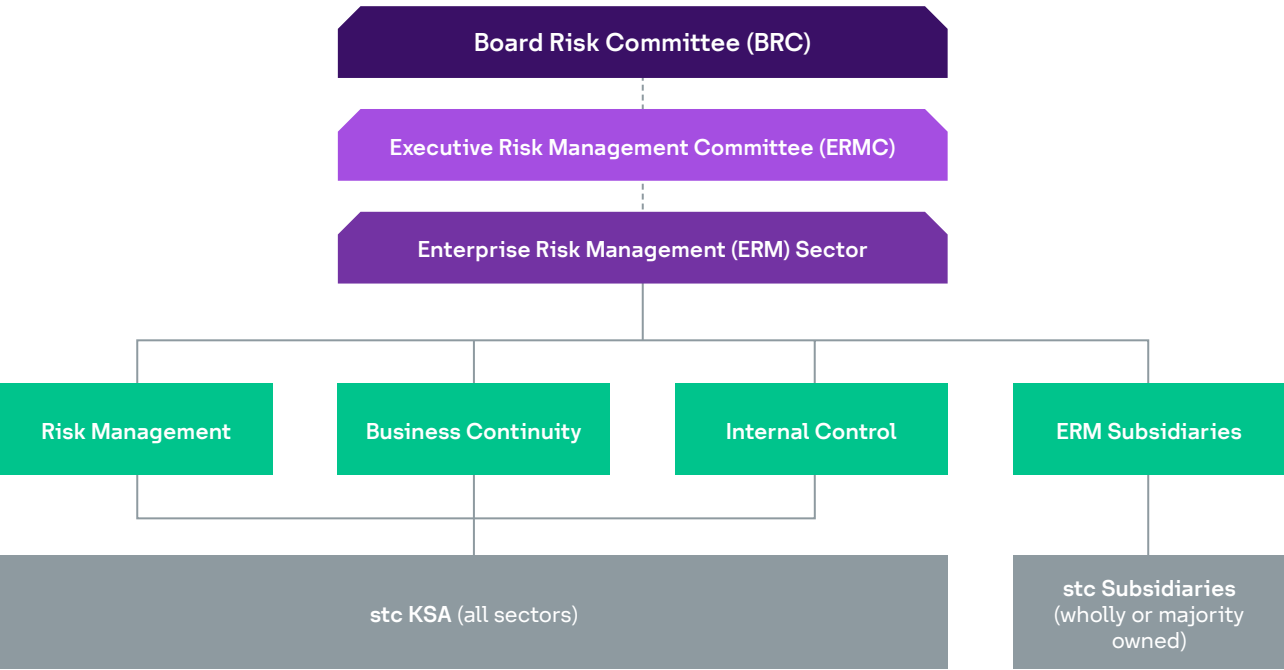 Board Risk Committee (BRC)
Executive Risk Management Committee (ERMC)
Enterprise Risk Management (ERM) Sector
Risk Management
Business Continuity
Internal Control
ERM Subsidiaries
stc KSA (all sectors)
stc Subsidiaries
(wholly or majority
owned)